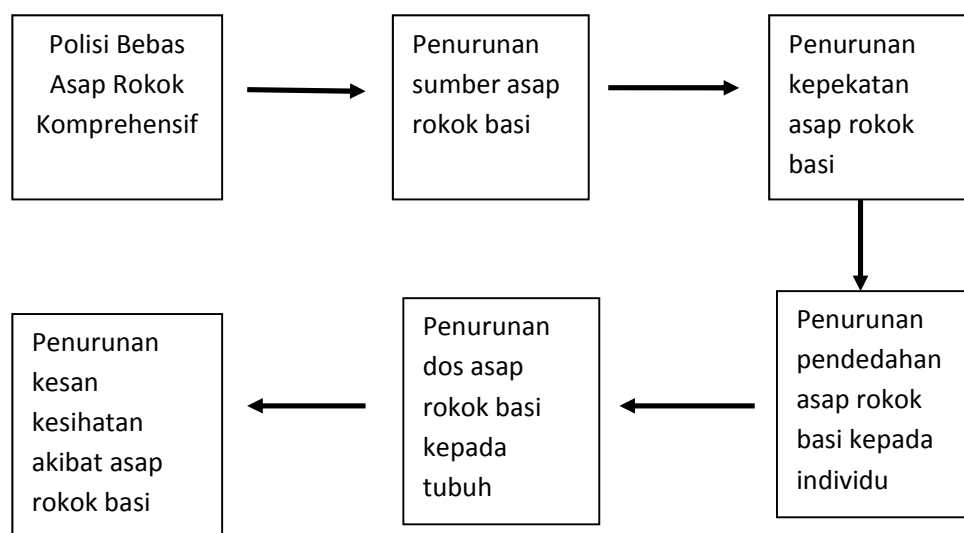 Polisi Bebas
Asap Rokok
Komprehensif
Penurunan
sumber asap
rokok basi
Penurunan
kepekatan
asap rokok
basi
Penurunan
pendedahan
asap rokok
basi kepada
individu
Penurunan
dos asap
rokok basi
kepada
tubuh
Penurunan
kesan
kesihatan
akibat asap
rokok basi